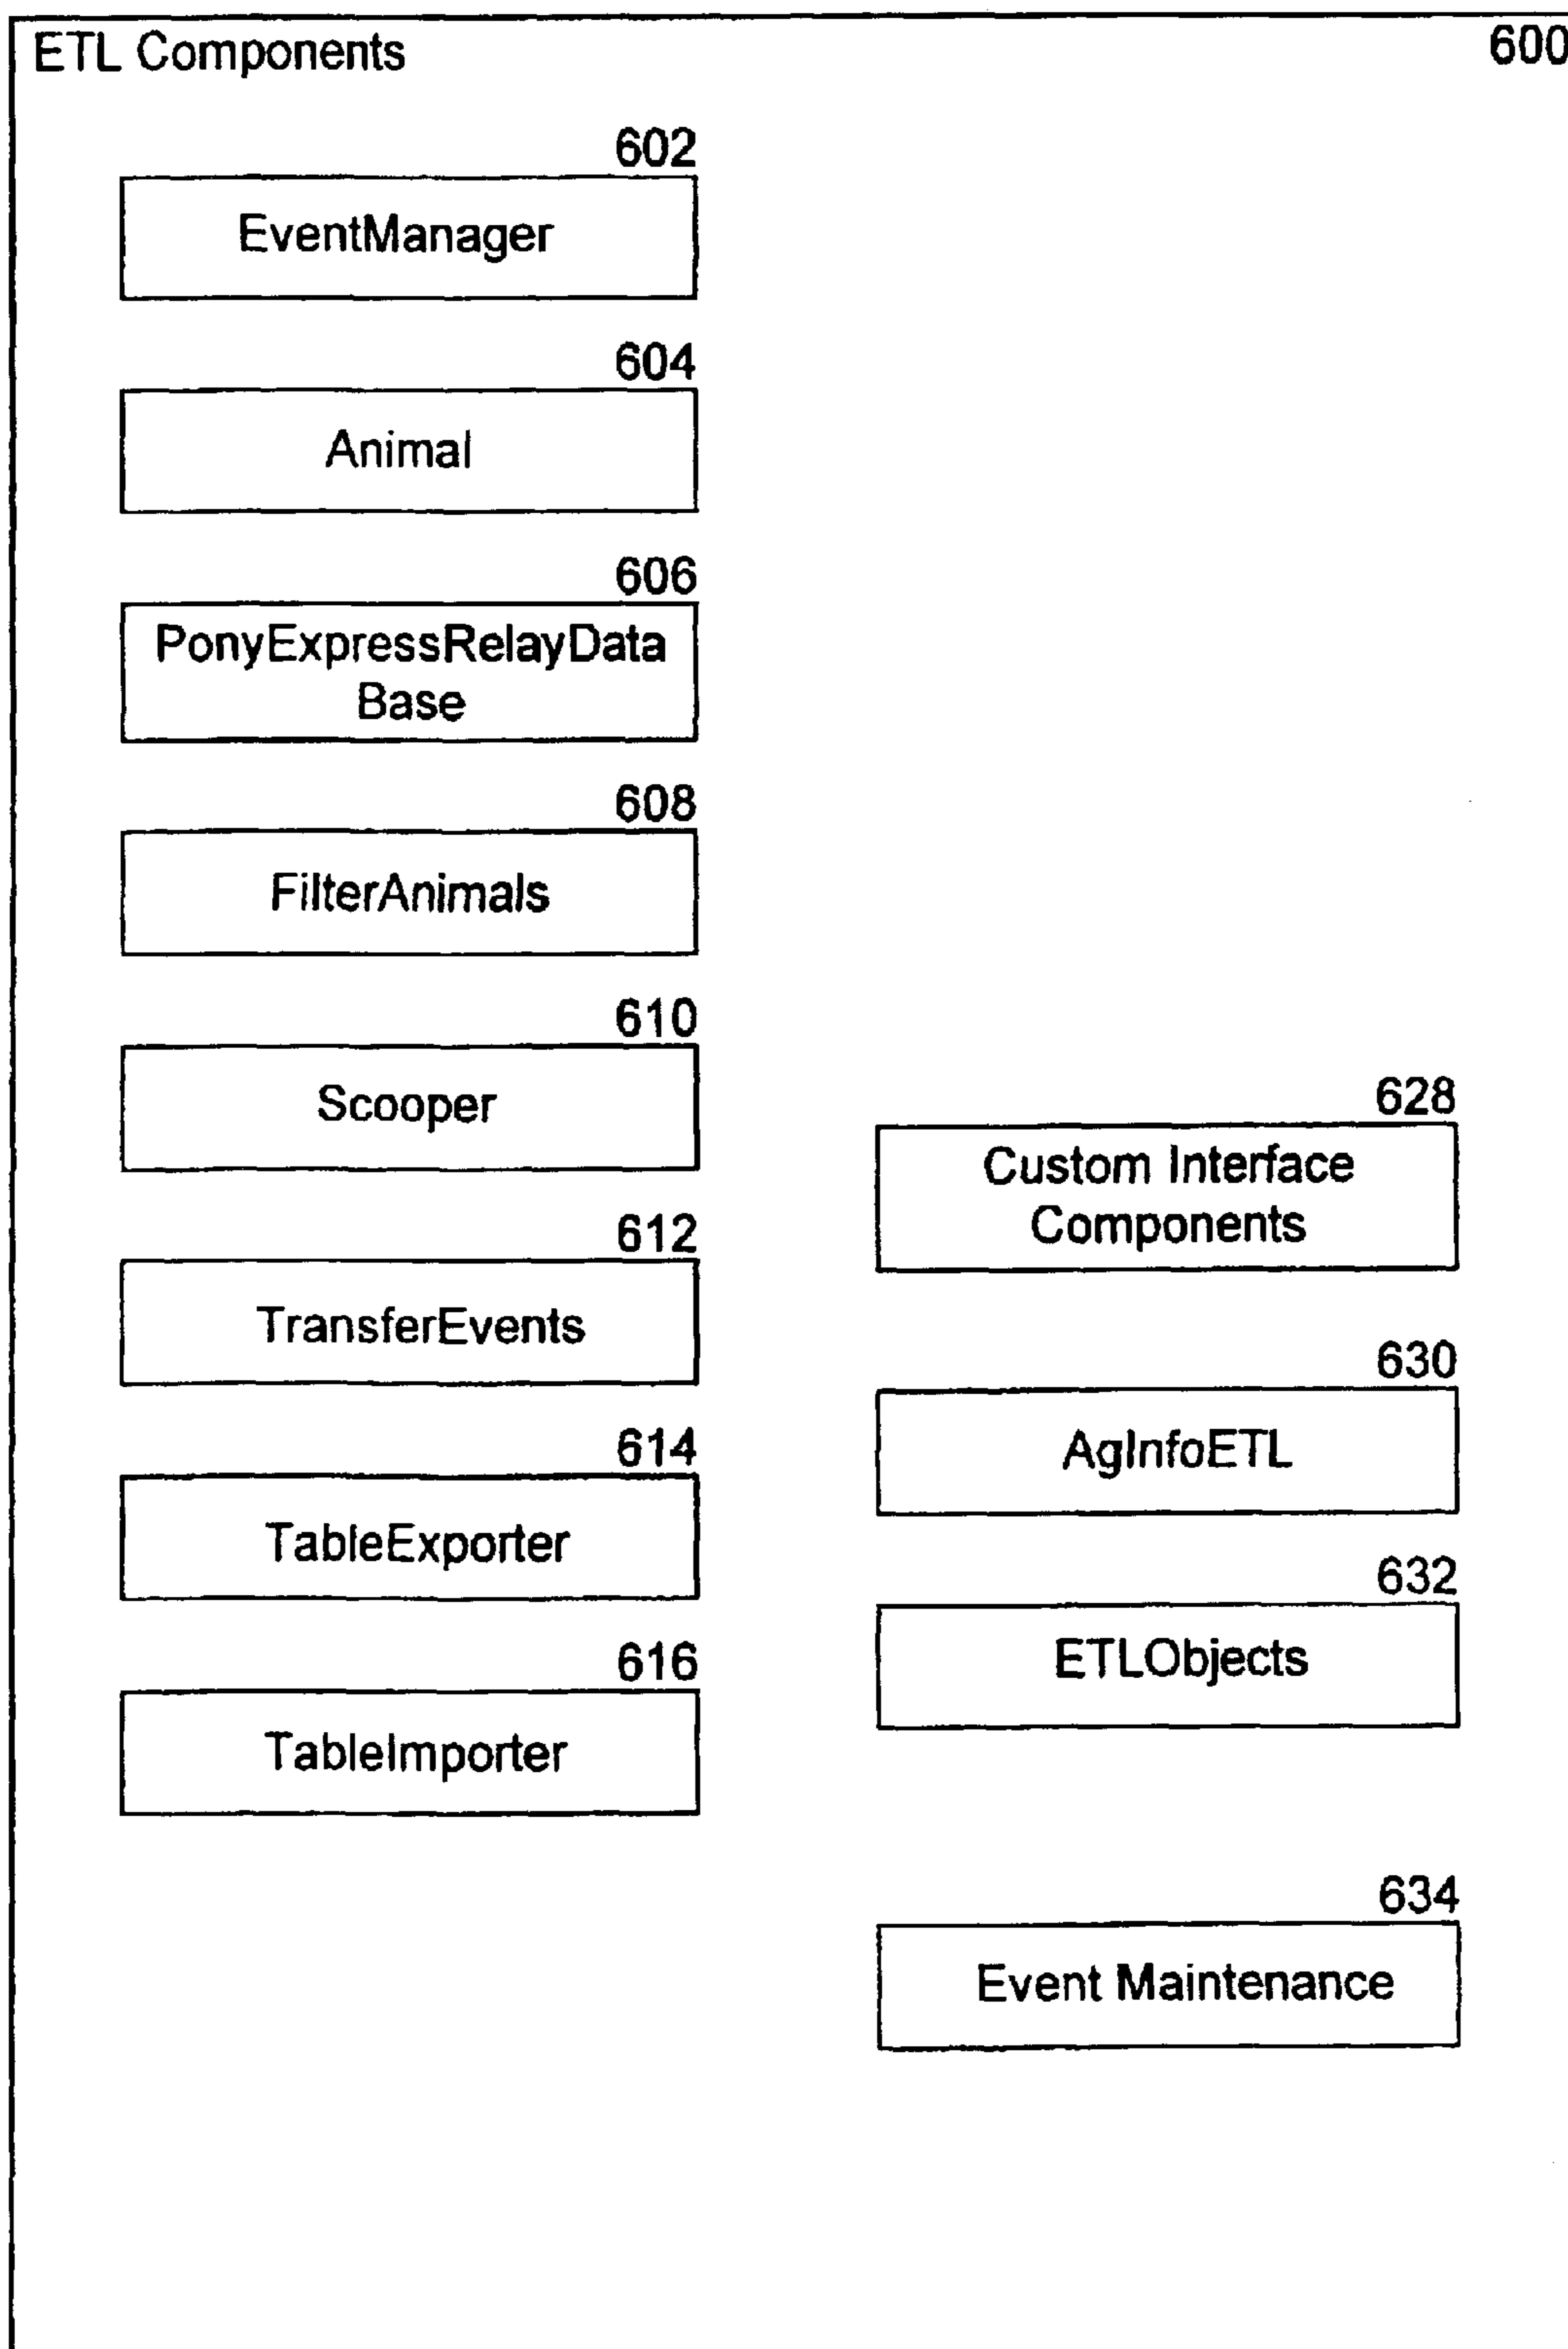 ETL Components 600
602
EventManager
604
Animal
606
PonyExpressRelayData
Base
608
FilterAnimals
610
Scooper
612
TransferEvents
614
TableExporter
616
TableImporter
628
Custom Interface
Components
630
AgInfoETL
632
ETLObjects
634
Event Maintenance